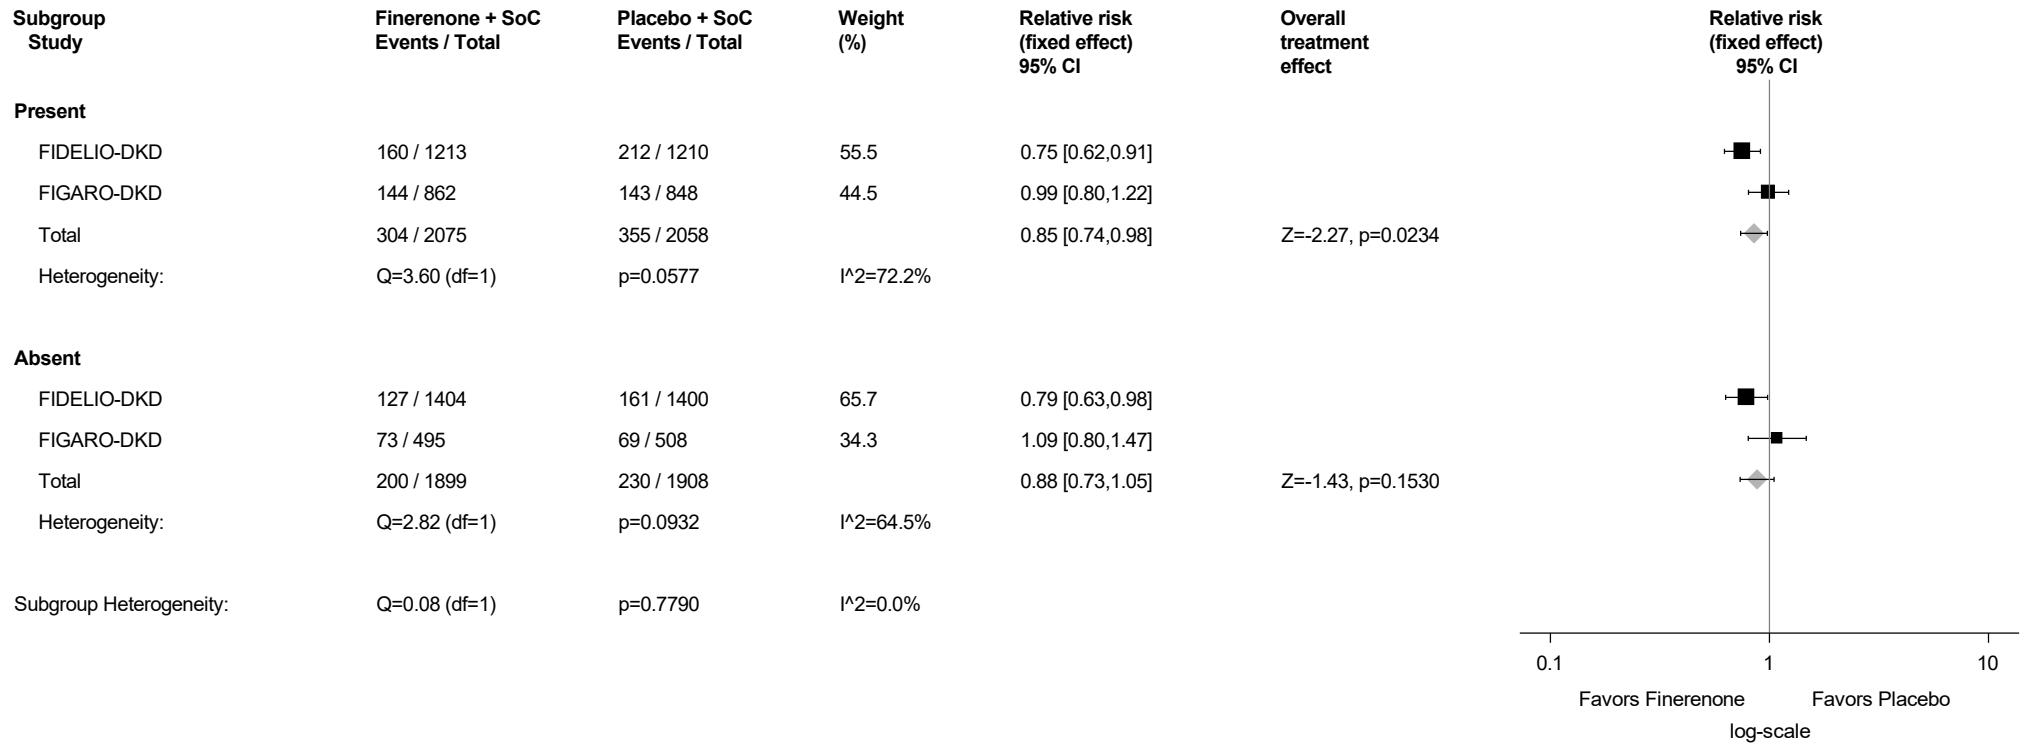 Subgroup Finerenone + SoC Placebo + SoC Weight Relative risk Overall Relative risk
Study Events / Total Events / Total (%) (fixed effect) treatment (fixed effect)
95% CI effect 95% CI
Present
FIDELIO-DKD 160 / 1213 212 / 1210 55.5 0.75 [0.62,0.91]
FIGARO-DKD 144 / 862 143 / 848 44.5 0.99 [0.80,1.22]
Total 304 / 2075 355 / 2058 0.85 [0.74,0.98] Z=-2.27, p=0.0234
Heterogeneity: Q=3.60 (df=1) p=0.0577 I^2=72.2%
Absent
FIDELIO-DKD 127 / 1404 161 / 1400 65.7 0.79 [0.63,0.98]
FIGARO-DKD 73 / 495 69 / 508 34.3 1.09 [0.80,1.47]
Total 200 / 1899 230 / 1908 0.88 [0.73,1.05] Z=-1.43, p=0.1530
Heterogeneity: Q=2.82 (df=1) p=0.0932 I^2=64.5%
Subgroup Heterogeneity: Q=0.08 (df=1) p=0.7790 I^2=0.0%
0.1 1 10
Favors Finerenone Favors Placebo
log-scale